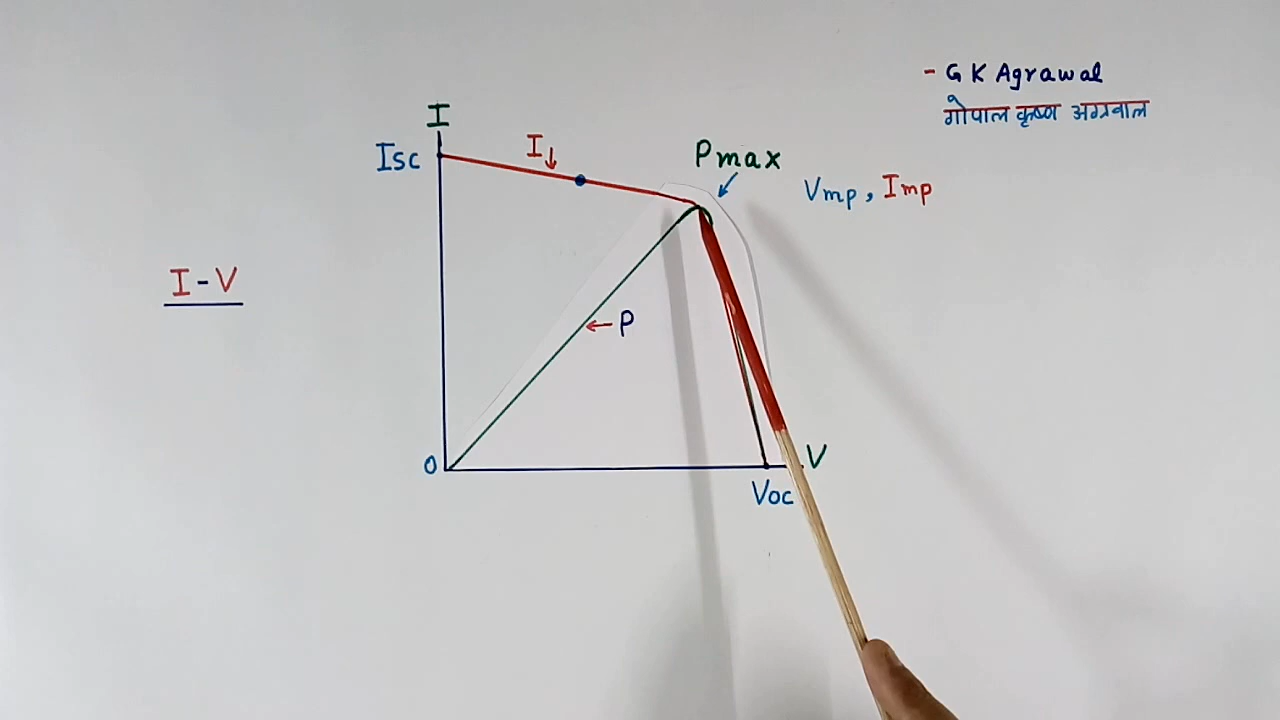 - G K Agrawal
गोपाल कृष्ण अग्रवाल
I
Isc
I↓
Pmax
Vmp, Imp
I-V
←P
0
V
Voc